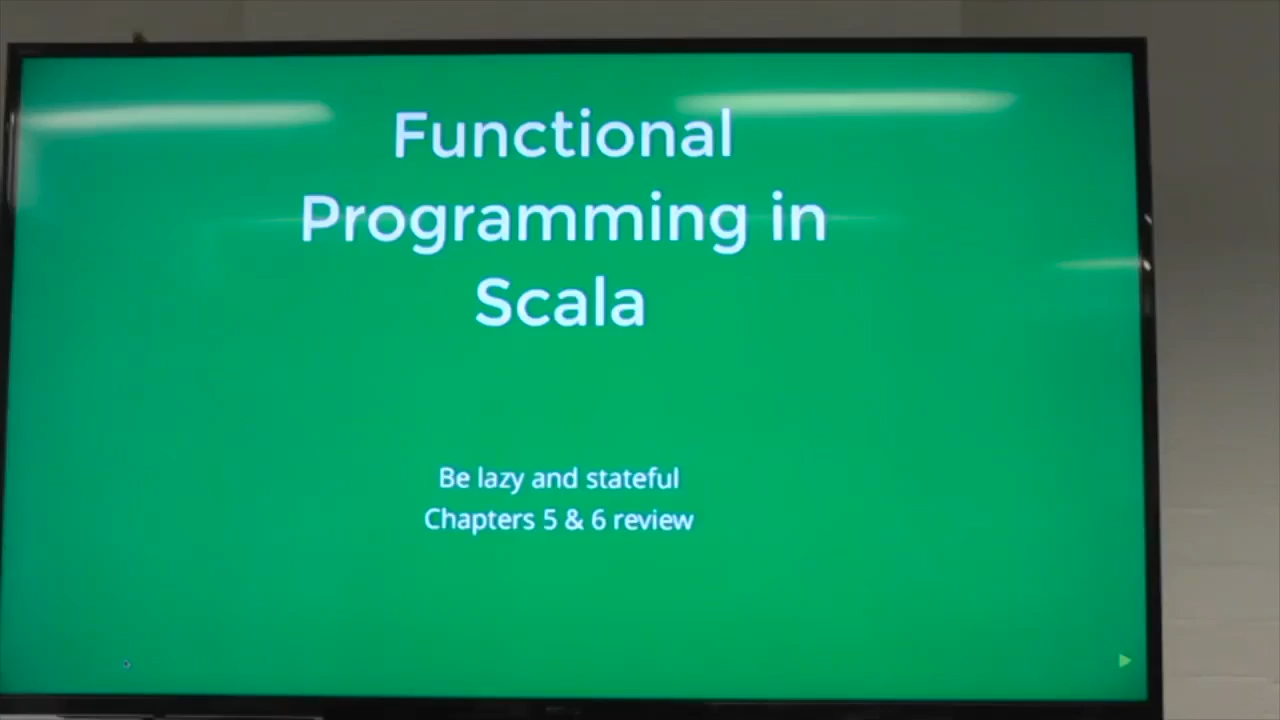 Functional
Programming in
Scala
Be lazy and stateful
Chapters 5 & 6 review